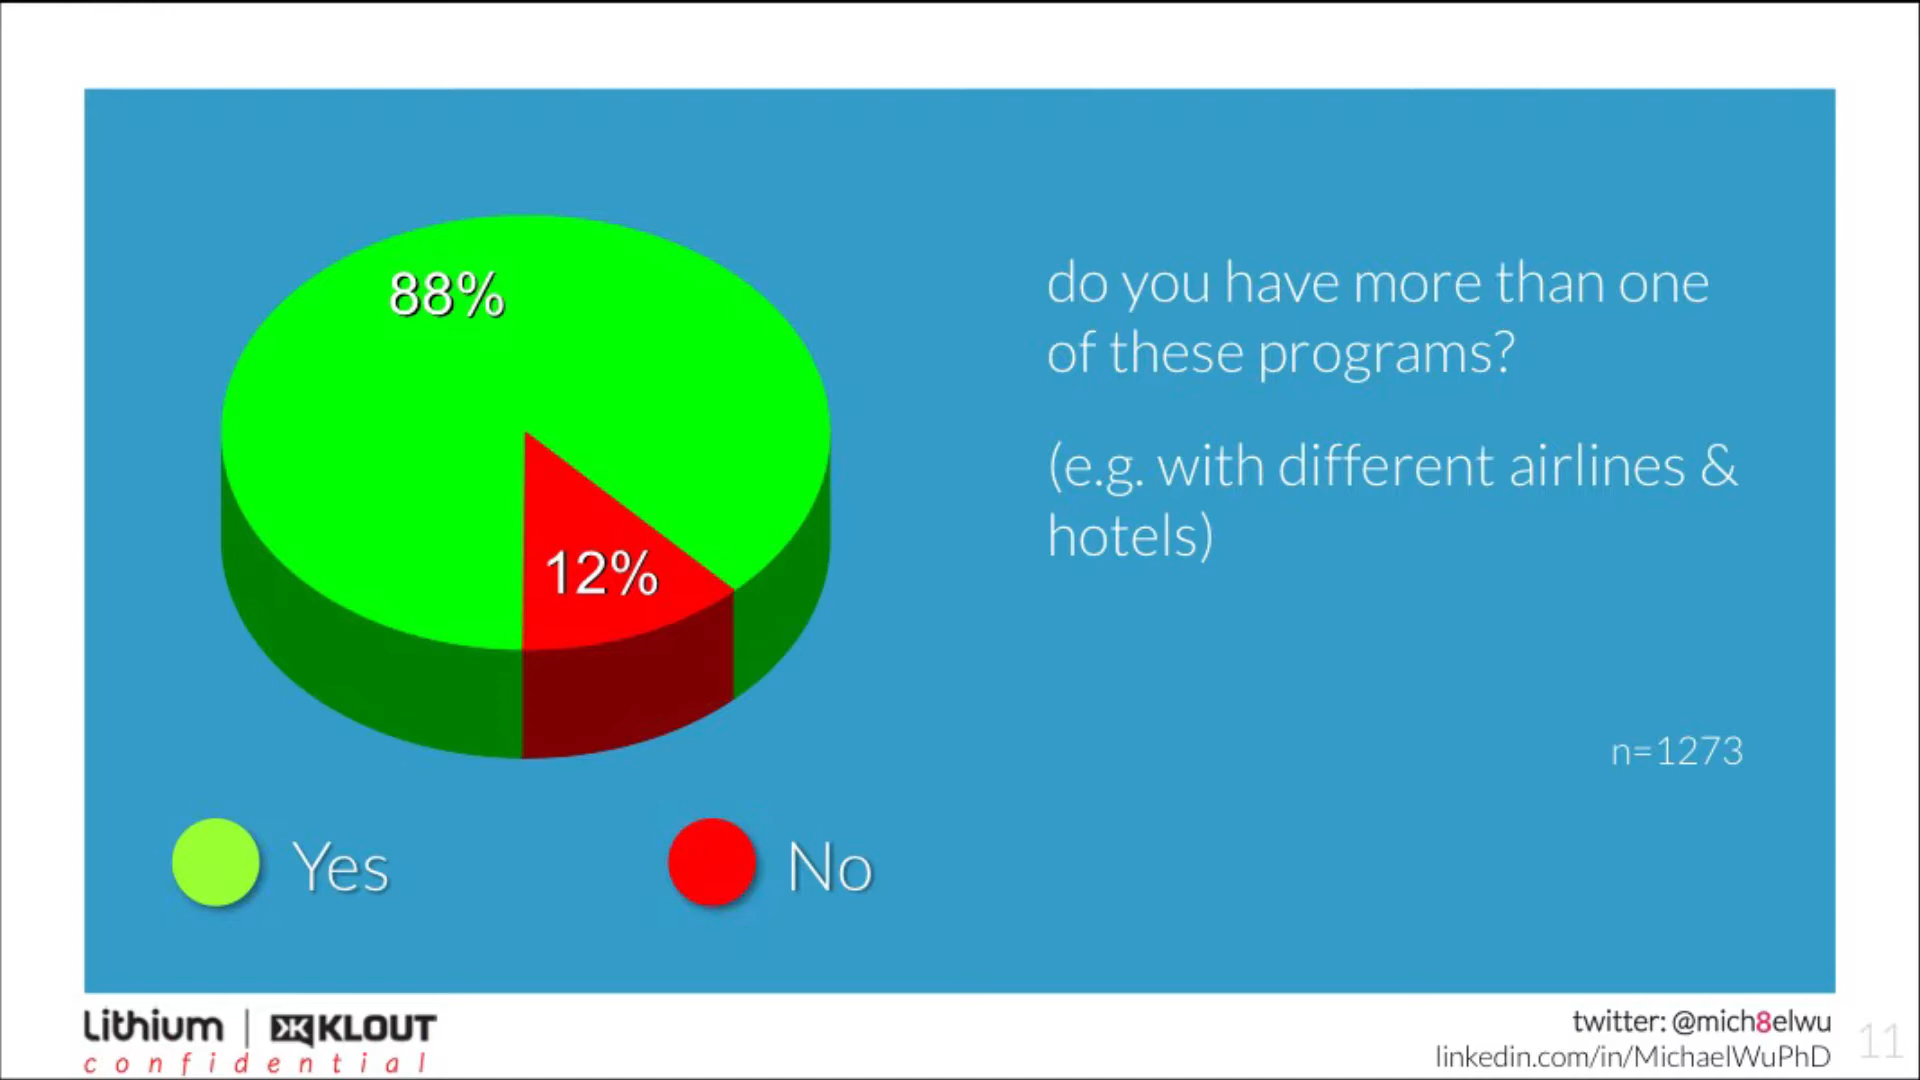 88%
12%
do you have more than one
of these programs?
(e.g. with different airlines &
hotels)
n=1273
Yes
No
Lithium | KLOUT
confidential
twitter: @mich8elwu
linkedin.com/in/MichaelWuPhD
11